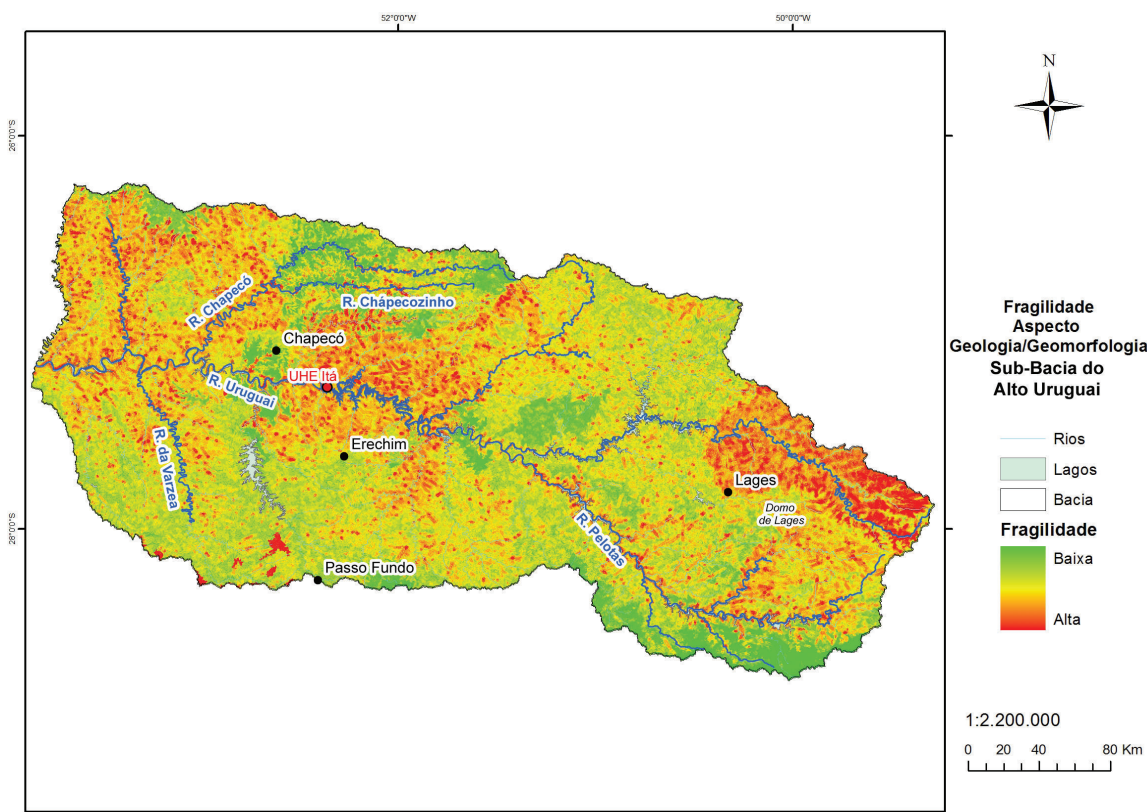 52°0'0"W
50°0'0"W
26°0'0"S
28°0'0"S
N
R. Chapecó
R. Chápecozinho
Chapecó
UHE Itá
R. Uruguai
R. da Varzea
Erechim
Lages
Domo
de Lages
R. Pelotas
Passo Fundo
Fragilidade
Aspecto
Geologia/Geomorfologia
Sub-Bacia do
Alto Uruguai
Rios
Lagos
Bacia
Fragilidade
Baixa
Alta
1:2.200.000
0 20 40 80 Km